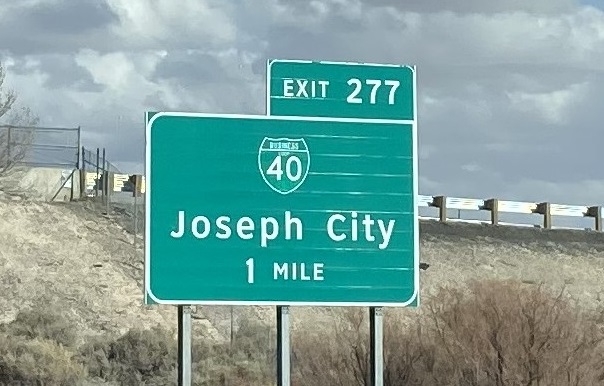 EXIT 277
BUSINESS
40
Joseph City
1 MILE